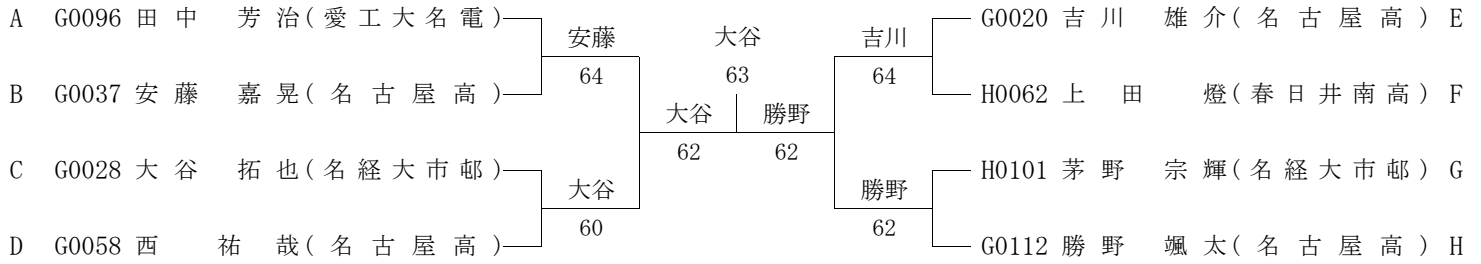 A G0096 田中 芳治(愛工大名電)
G0020 吉川 雄介(名古屋高) E
安藤 大谷 吉川
64 63 64
B G0037 安藤 嘉晃(名古屋高)
H0062 上田 燈(春日井南高) F
大谷 勝野
62 62
C G0028 大谷 拓也(名経大市邨)
H0101 茅野 宗輝(名経大市邨) G
大谷 勝野
60 62
D G0058 西 祐哉(名古屋高)
G0112 勝野 颯太(名古屋高) H